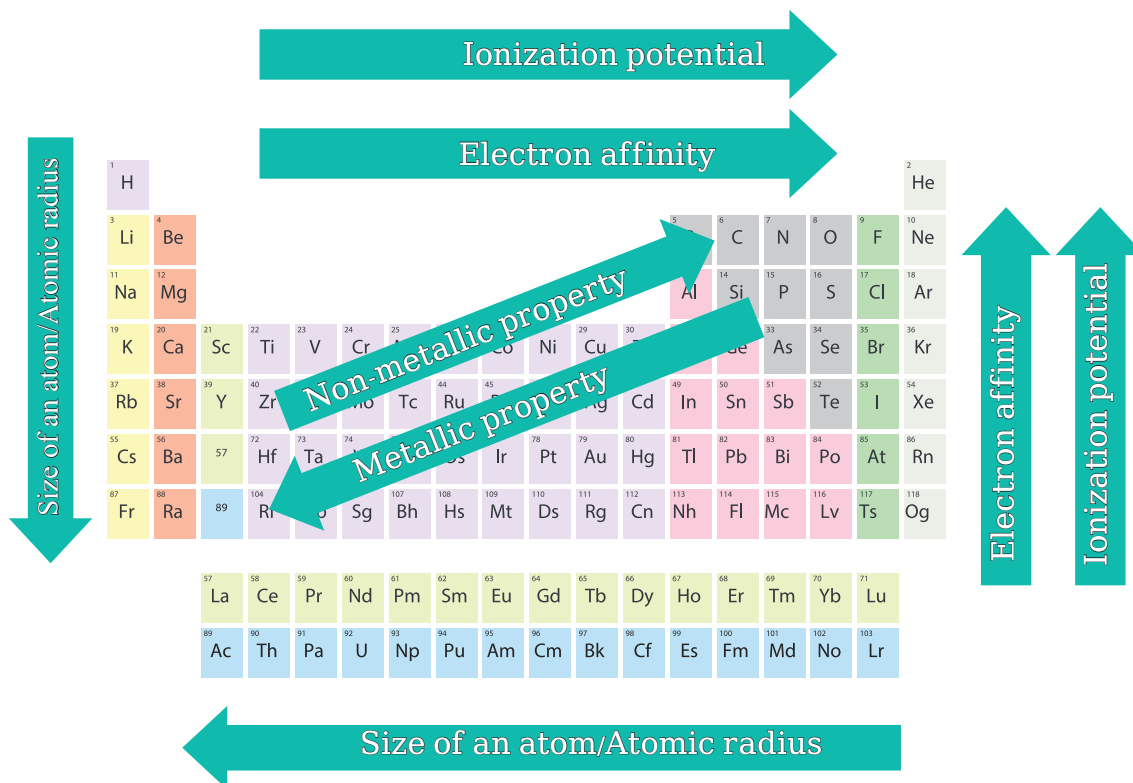 Ionization potential
Electron affinity
Size of an atom/Atomic radius
1 H 2 He
3 Li 4 Be 5 6 C 7 N 8 O 9 F 10 Ne
11 Na 12 Mg Al 14 Si 15 P 16 S 17 Cl 18 Ar
19 K 20 Ca 21 Sc 22 Ti 23 V 24 Cr 25 Co 28 Ni 29 Cu 30 33 As 34 Se 35 Br 36 Kr
37 Rb 38 Sr 39 Y 40 Zr Mo Tc 44 Ru 45 Ag 48 Cd 49 In 50 Sn 51 Sb 52 Te 53 I 54 Xe
55 Cs 56 Ba 57 72 Hf 73 Ta 74 Ir 78 Pt 79 Au 80 Hg 81 Tl 82 Pb 83 Bi 84 Po 85 At 86 Rn
87 Fr 88 Ra 89 104 Rf Sg 107 Bh 108 Hs 109 Mt 110 Ds 111 Rg 112 Cn 113 Nh 114 Fl 115 Mc 116 Lv 117 Ts 118 Og
Non-metallic property
Metallic property
Electron affinity
Ionization potential
57 La 58 Ce 59 Pr 60 Nd 61 Pm 62 Sm 63 Eu 64 Gd 65 Tb 66 Dy 67 Ho 68 Er 69 Tm 70 Yb 71 Lu
89 Ac 90 Th 91 Pa 92 U 93 Np 94 Pu 95 Am 96 Cm 97 Bk 98 Cf 99 Es 100 Fm 101 Md 102 No 103 Lr
Size of an atom/Atomic radius